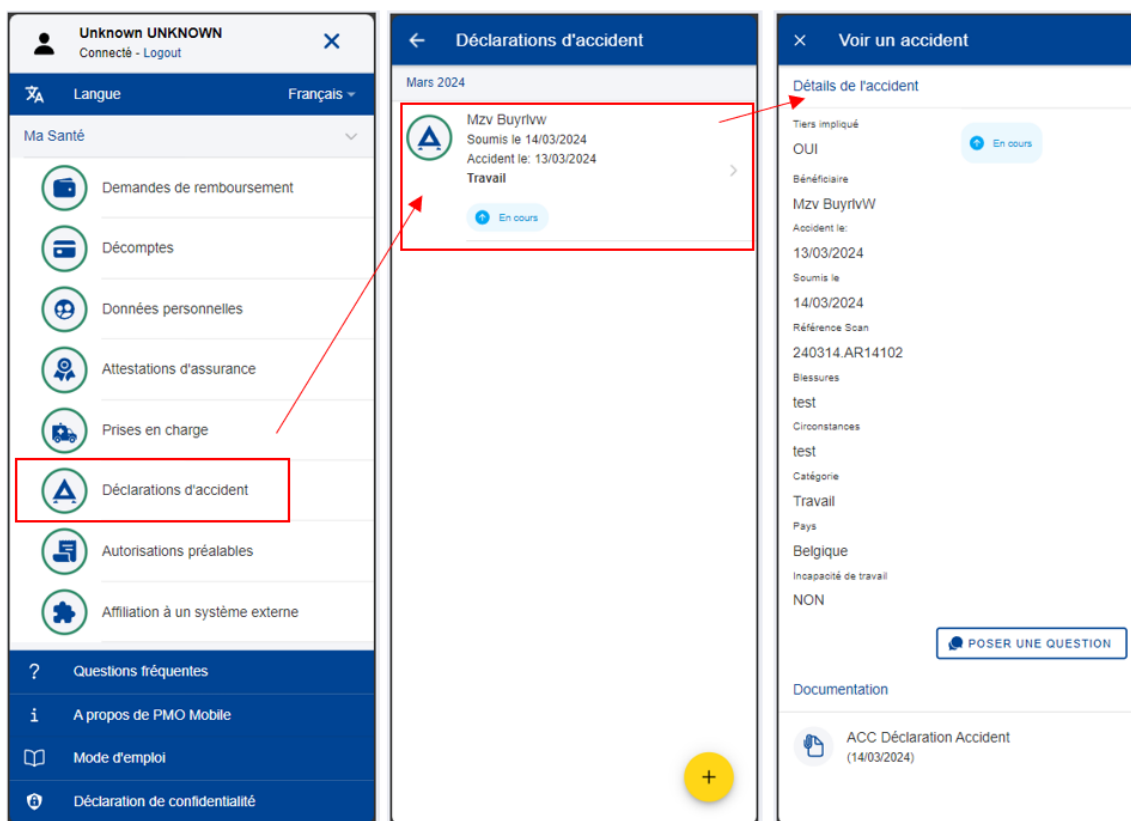 Unknown UNKNOWN
Connecté - Logout
Langue
Français
Ma Santé
Demandes de remboursement
Décomptes
Données personnelles
Attestations d'assurance
Prises en charge
Déclarations d'accident
Autorisations préalables
Affiliation à un système externe
? Questions fréquentes
i A propos de PMO Mobile
Mode d'emploi
Déclaration de confidentialité
Déclarations d'accident
Mars 2024
Mzv Buyrlvw
Soumis le 14/03/2024
Accident le: 13/03/2024
Travail
En cours
+
Voir un accident
Détails de l'accident
Tiers impliqué
OUI
En cours
Bénéficiaire
Mzv BuyrlvW
Accident le:
13/03/2024
Soumis le
14/03/2024
Référence Scan
240314.AR14102
Blessures
test
Circonstances
test
Catégorie
Travail
Pays
Belgique
Incapacité de travail
NON
POSER UNE QUESTION
Documentation
ACC Déclaration Accident
(14/03/2024)